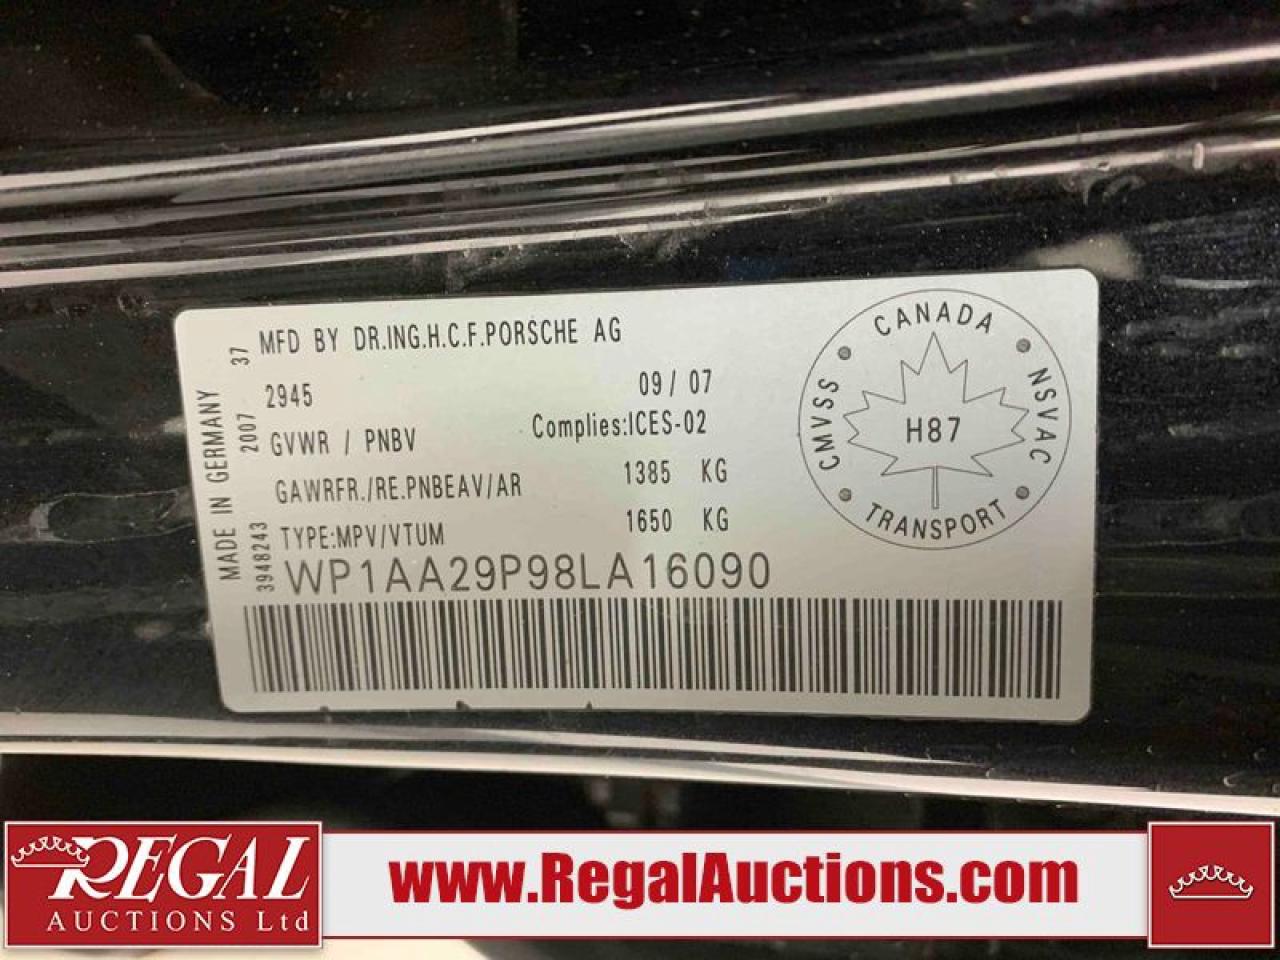 MFD BY DR.ING.H.C.F.PORSCHE AG
2945
09 / 07
GVWR / PNBV
Complies:ICES-02
GAWRFR./RE.PNBEAV/AR
1385 KG
TYPE:MPV/VTUM
1650 KG
WP1AA29P98LA16090
MADE IN GERMANY
3948243 2007 37
CANADA
CMVSS
H87
NSVAC
TRANSPORT
REGAL
AUCTIONS Ltd
www.RegalAuctions.com